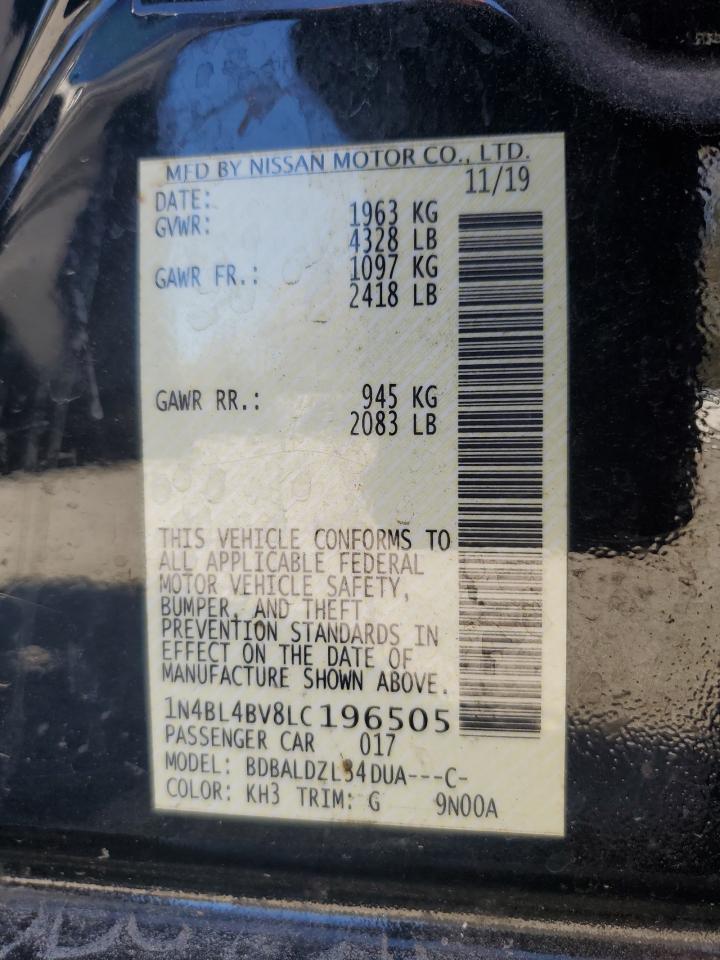 MFD BY NISSAN MOTOR CO., LTD.
DATE: 11/19
GVWR: 1963 KG
4328 LB
GAWR FR.: 1097 KG
2418 LB
GAWR RR.: 945 KG
2083 LB
THIS VEHICLE CONFORMS TO
ALL APPLICABLE FEDERAL
MOTOR VEHICLE SAFETY,
BUMPER, AND THEFT
PREVENTION STANDARDS IN
EFFECT ON THE DATE OF
MANUFACTURE SHOWN ABOVE.
1N4BL4BV8LC196505
PASSENGER CAR 017
MODEL: BDBALDZL34DUA---C-
COLOR: KH3 TRIM: G 9N00A